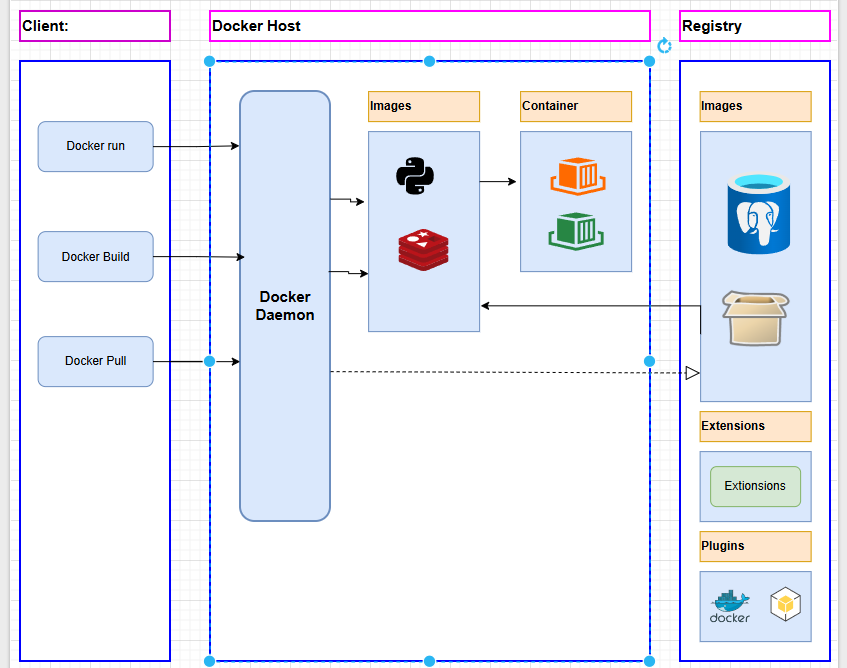 Client:
Docker Host
Registry
Docker run
Docker Build
Docker Pull
Docker
Daemon
Images
Container
Images
Extensions
Extionsions
Plugins
docker